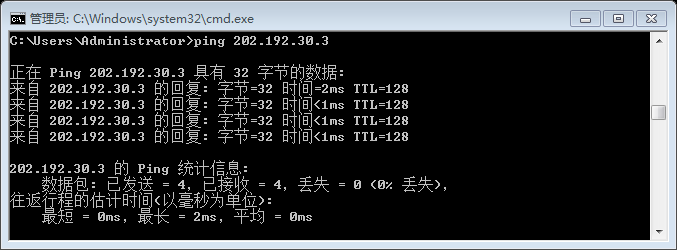 管理员: C:\Windows\system32\cmd.exe
C:\Users\Administrator>ping 202.192.30.3
正在 Ping 202.192.30.3 具有 32 字节的数据:
来自 202.192.30.3 的回复: 字节=32 时间=2ms TTL=128
来自 202.192.30.3 的回复: 字节=32 时间<1ms TTL=128
来自 202.192.30.3 的回复: 字节=32 时间<1ms TTL=128
来自 202.192.30.3 的回复: 字节=32 时间<1ms TTL=128
202.192.30.3 的 Ping 统计信息:
数据包: 已发送 = 4, 已接收 = 4, 丢失 = 0 (0% 丢失),
往返行程的估计时间(以毫秒为单位):
最短 = 0ms, 最长 = 2ms, 平均 = 0ms